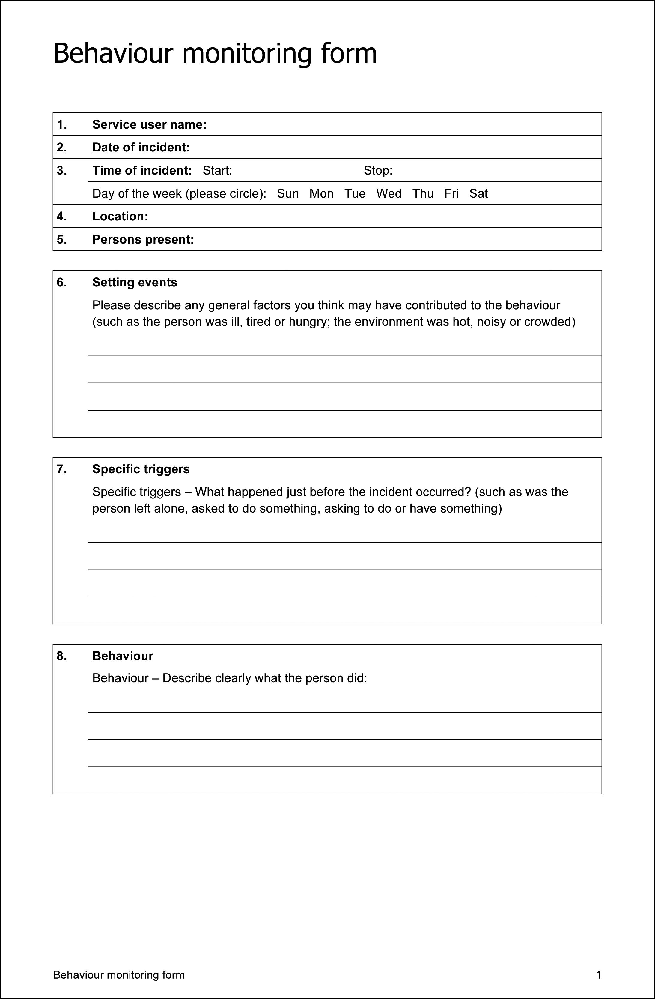 Behaviour monitoring form
1. Service user name:
2. Date of incident:
3. Time of incident: Start: Stop:
Day of the week (please circle): Sun Mon Tue Wed Thu Fri Sat
4. Location:
5. Persons present:
6. Setting events
Please describe any general factors you think may have contributed to the behaviour
(such as the person was ill, tired or hungry; the environment was hot, noisy or crowded)
7. Specific triggers
Specific triggers – What happened just before the incident occurred? (such as was the
person left alone, asked to do something, asking to do or have something)
8. Behaviour
Behaviour – Describe clearly what the person did:
Behaviour monitoring form 1